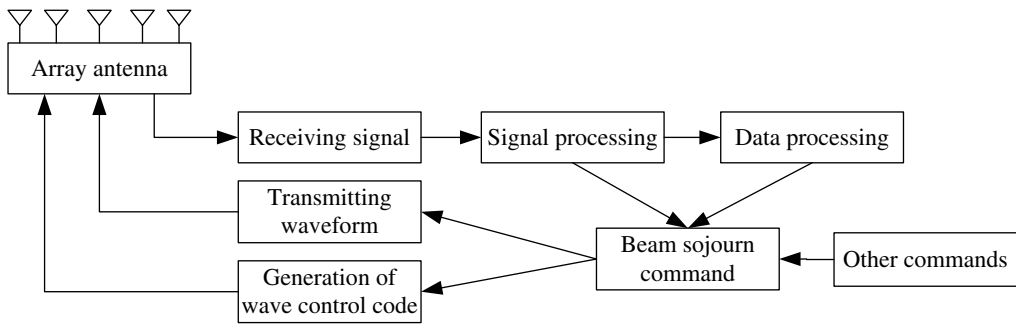 Array antenna
Receiving signal
Signal processing
Data processing
Transmitting
waveform
Beam sojourn
command
Other commands
Generation of
wave control code